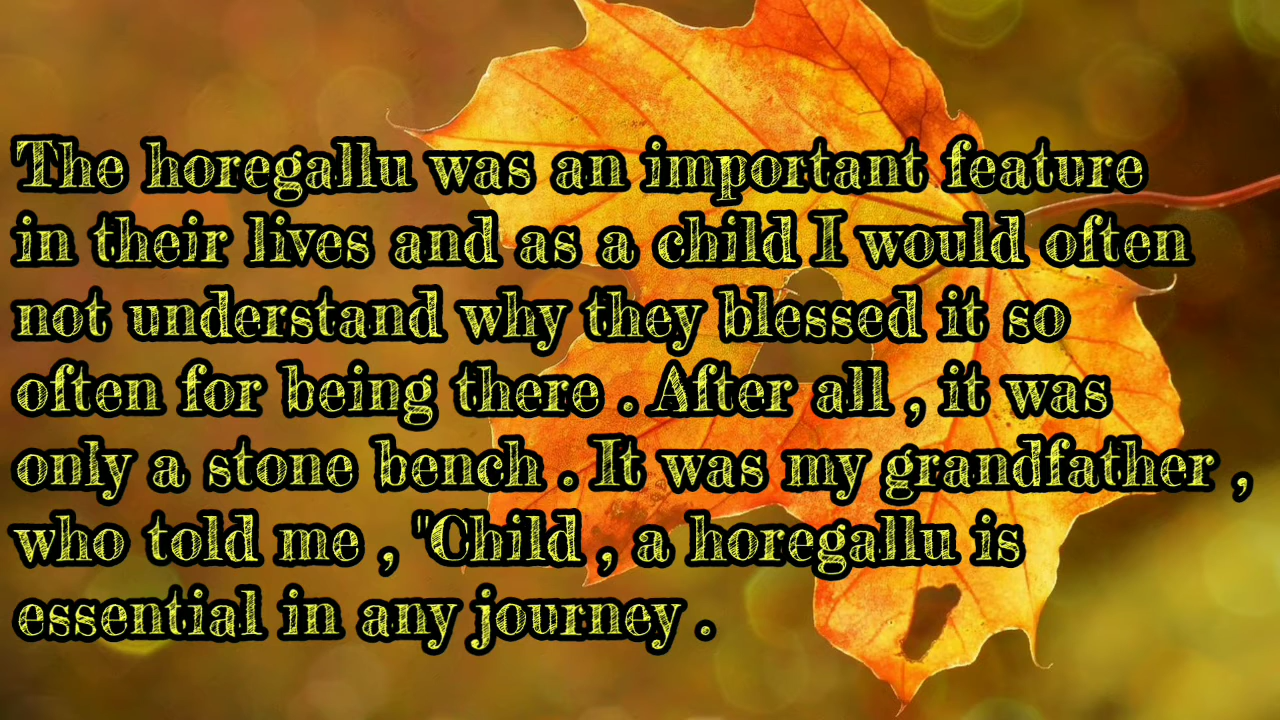 The horegallu was an important feature
in their lives and as a child I would often
not understand why they blessed it so
often for being there . After all , it was
only a stone bench . It was my grandfather ,
who told me , "Child , a horegallu is
essential in any journey .